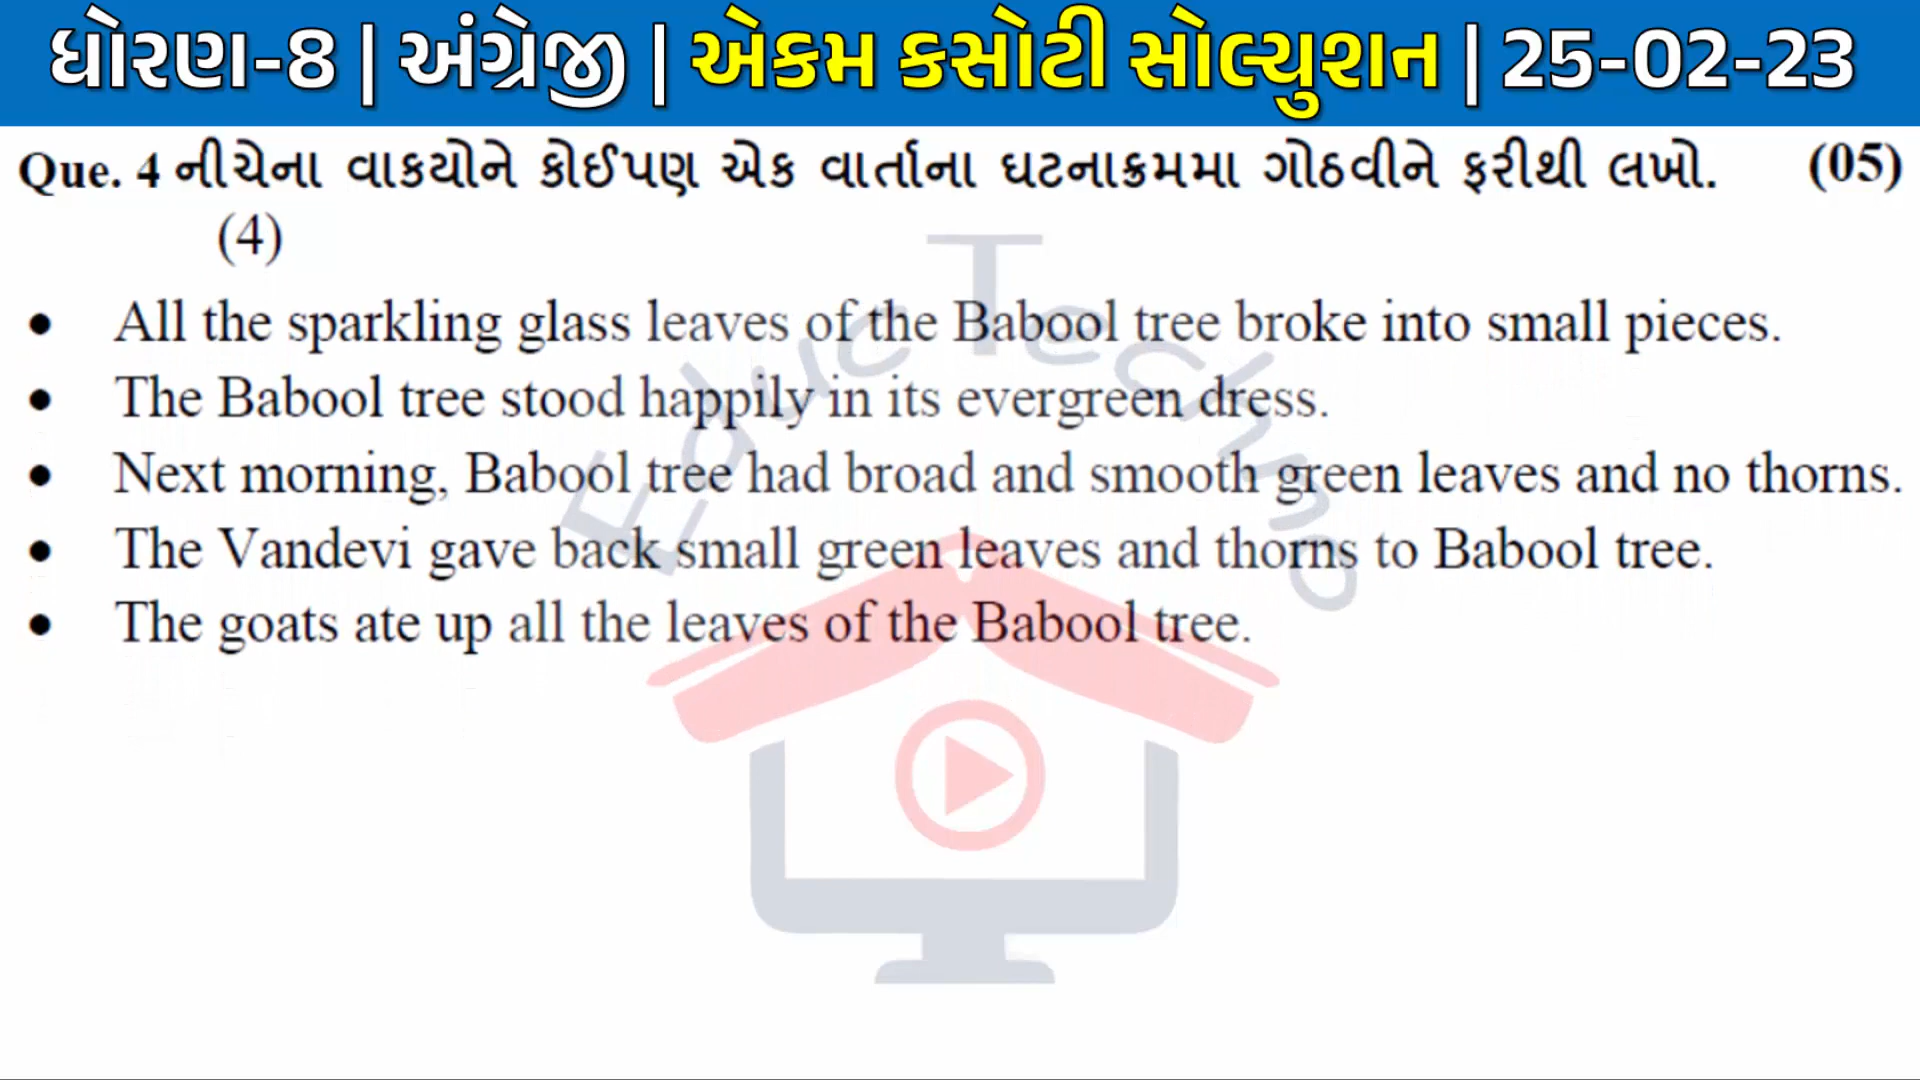 ધોરણ-8 | અંગ્રેજી | એકમ કસોટી સોલ્યુશન | 25-02-23
Que. 4 નીચેના વાકયોને કોઈપણ એક વાર્તાના ઘટનાક્રમમા ગોઠવીને ફરીથી લખો. (05)
(4)
• All the sparkling glass leaves of the Babool tree broke into small pieces.
• The Babool tree stood happily in its evergreen dress.
• Next morning, Babool tree had broad and smooth green leaves and no thorns.
• The Vandevi gave back small green leaves and thorns to Babool tree.
• The goats ate up all the leaves of the Babool tree.
Educ Techno